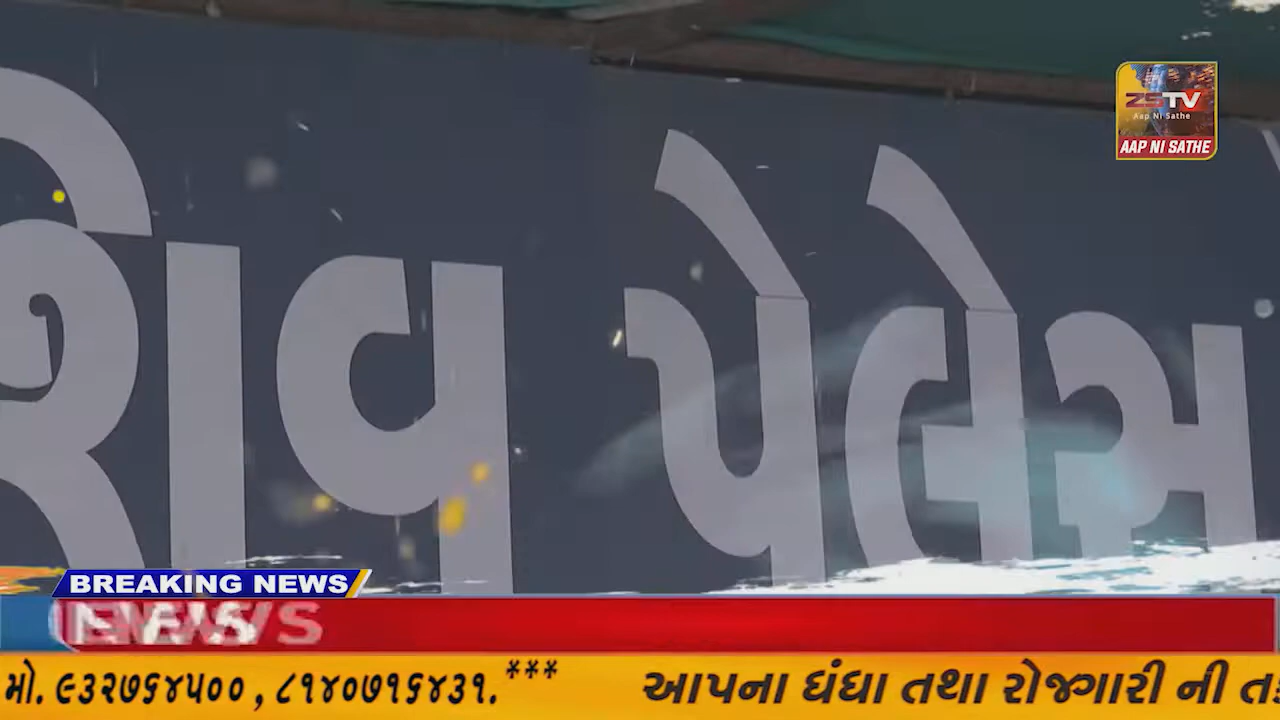 શિવ પેલેસ
ZSTV
Aap Ni Sathe
AAP NI SATHE
BREAKING NEWS
NEWS
મો. ૯૩૨૭૬૪૫૦૦, ૮૧૪૦૭૧૬૪૩૧.*** આપના ધંધા તથા રોજગારી ની